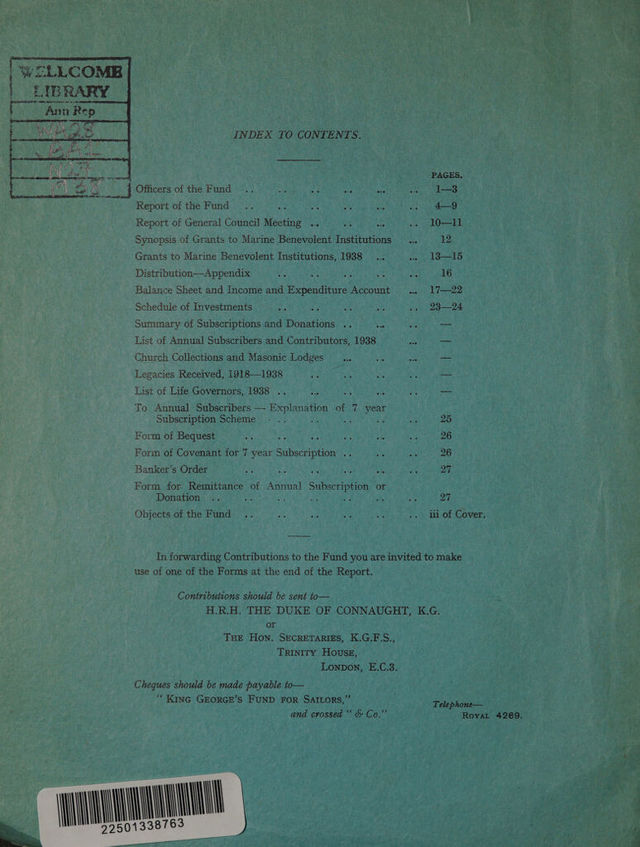 WELLCOME
LIBRARY
Ann Rep
INDEX TO CONTENTS.
PAGES.
Officers of the Fund .. .. .. .. ... .. 1—3
Report of the Fund .. .. .. .. .. .. 4—9
Report of General Council Meeting .. .. ... .. 10—11
Synopsis of Grants to Marine Benevolent Institutions ... 12
Grants to Marine Benevolent Institutions, 1938 .. ... 13—15
Distribution—Appendix .. .. .. .. .. 16
Balance Sheet and Income and Expenditure Account ... 17—22
Schedule of Investments .. .. .. .. .. 23—24
Summary of Subscriptions and Donations .. ... .. —
List of Annual Subscribers and Contributors, 1938 ... —
Church Collections and Masonic Lodges ... .. ... —
Legacies Received, 1918—1938 .. .. .. .. —
List of Life Governors, 1938 .. ... .. .. .. —
To Annual Subscribers — Explanation of 7 year
Subscription Scheme .. .. .. .. .. 25
Form of Bequest .. .. .. .. .. .. 26
Form of Covenant for 7 year Subscription .. .. .. 26
Banker's Order .. .. .. .. .. .. 27
Form for Remittance of Annual Subscription or
Donation .. .. .. .. .. .. .. 27
Objects of the Fund .. .. .. .. .. .. iii of Cover.
In forwarding Contributions to the Fund you are invited to make
use of one of the Forms at the end of the Report.
Contributions should be sent to—
H.R.H. THE DUKE OF CONNAUGHT, K.G.
or
THE HON. SECRETARIES, K.G.F.S.,
TRINITY HOUSE,
LONDON, E.C.3.
Cheques should be made payable to—
" KING GEORGE'S FUND FOR SAILORS,"
and crossed " & Co."
Telephone—
ROYAL 4269.
22501338763